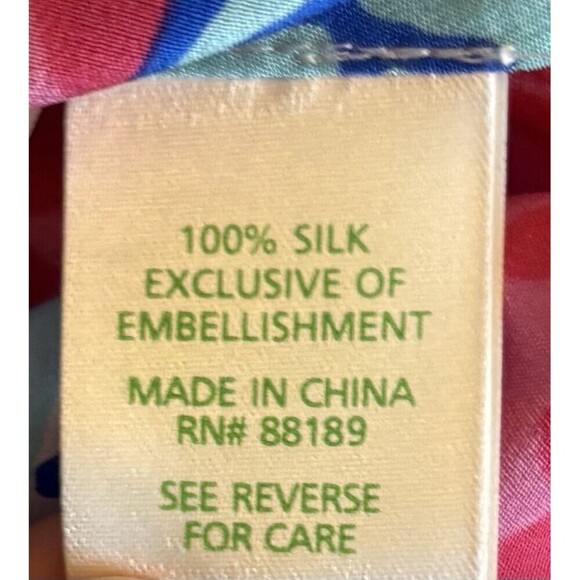 100% SILK
EXCLUSIVE OF
EMBELLISHMENT
MADE IN CHINA
RN# 88189
SEE REVERSE
FOR CARE